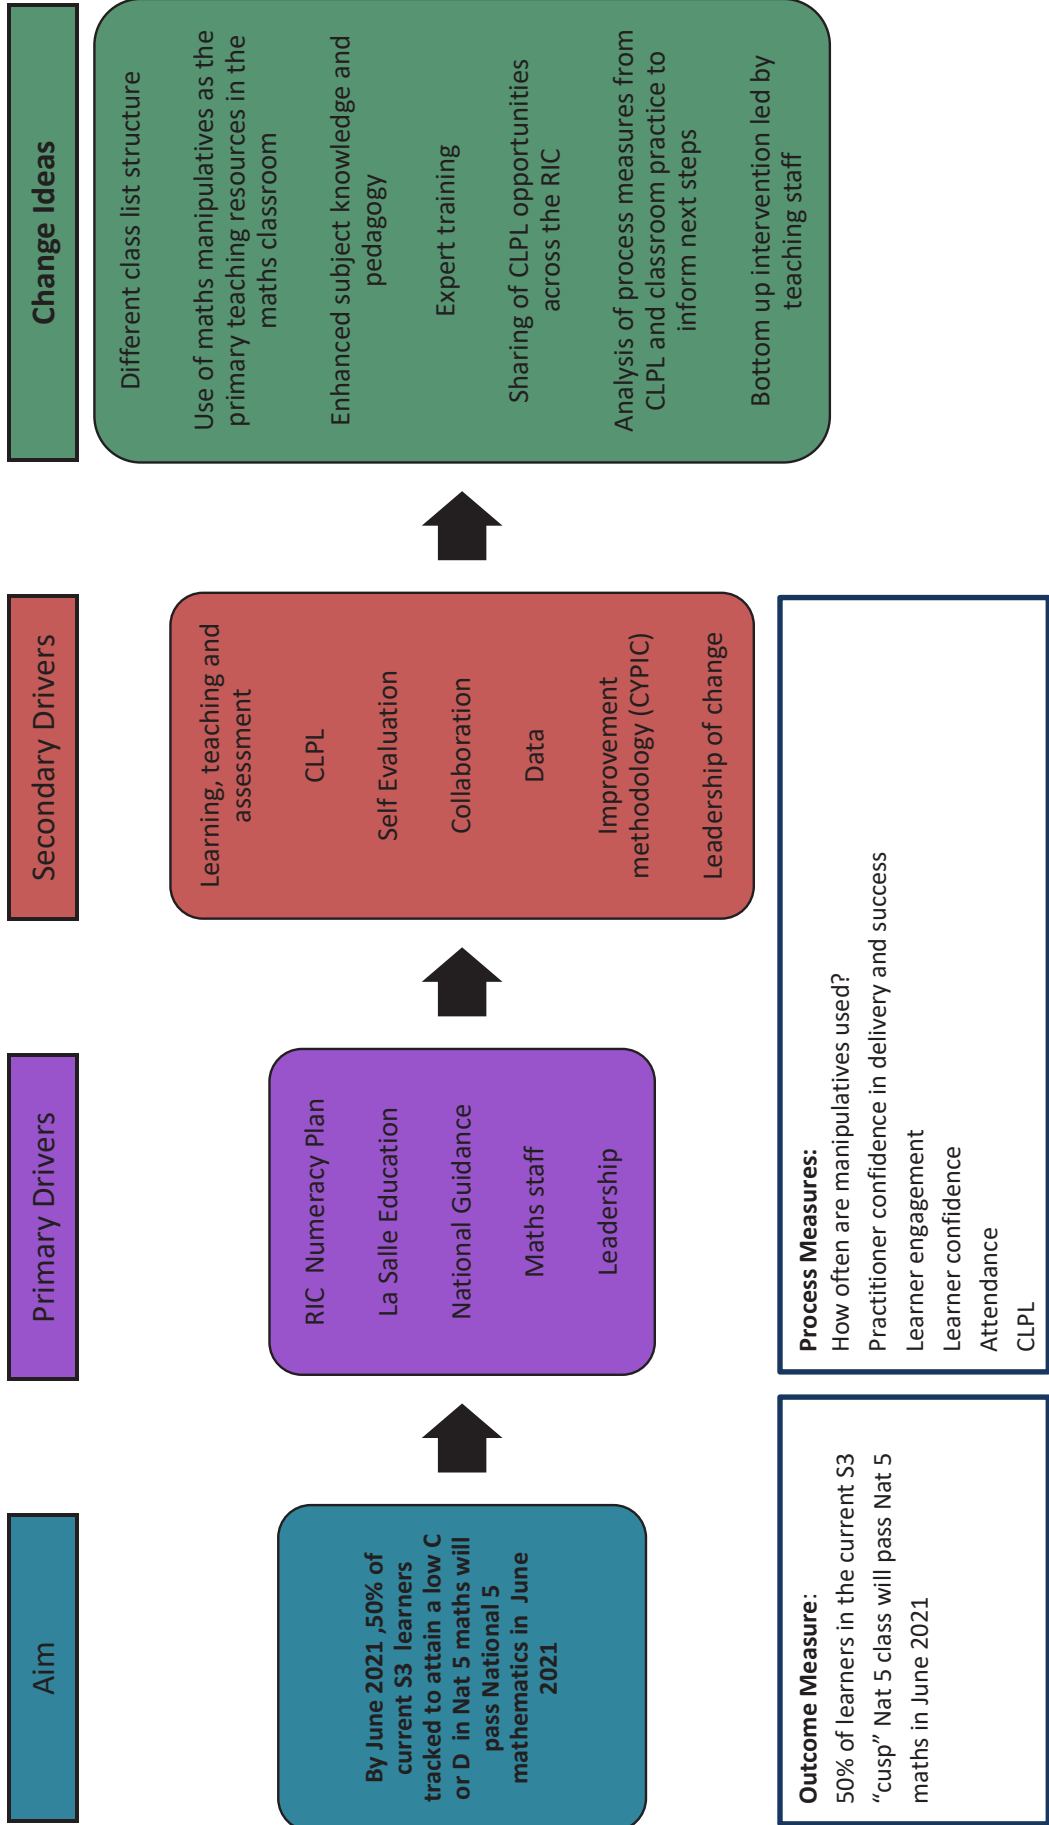 Aim
By June 2021 ,50% of
current S3 learners
tracked to attain a low C
or D in Nat 5 maths will
pass National 5
mathematics in June
2021
Primary Drivers
RIC Numeracy Plan
La Salle Education
National Guidance
Maths staff
Leadership
Secondary Drivers
Learning, teaching and
assessment
CLPL
Self Evaluation
Collaboration
Data
Improvement
methodology (CYPIC)
Leadership of change
Change Ideas
Different class list structure
Use of maths manipulatives as the
primary teaching resources in the
maths classroom
Enhanced subject knowledge and
pedagogy
Expert training
Sharing of CLPL opportunities
across the RIC
Analysis of process measures from
CLPL and classroom practice to
inform next steps
Bottom up intervention led by
teaching staff
Outcome Measure:
50% of learners in the current S3
“cusp” Nat 5 class will pass Nat 5
maths in June 2021
Process Measures:
How often are manipulatives used?
Practitioner confidence in delivery and success
Learner engagement
Learner confidence
Attendance
CLPL